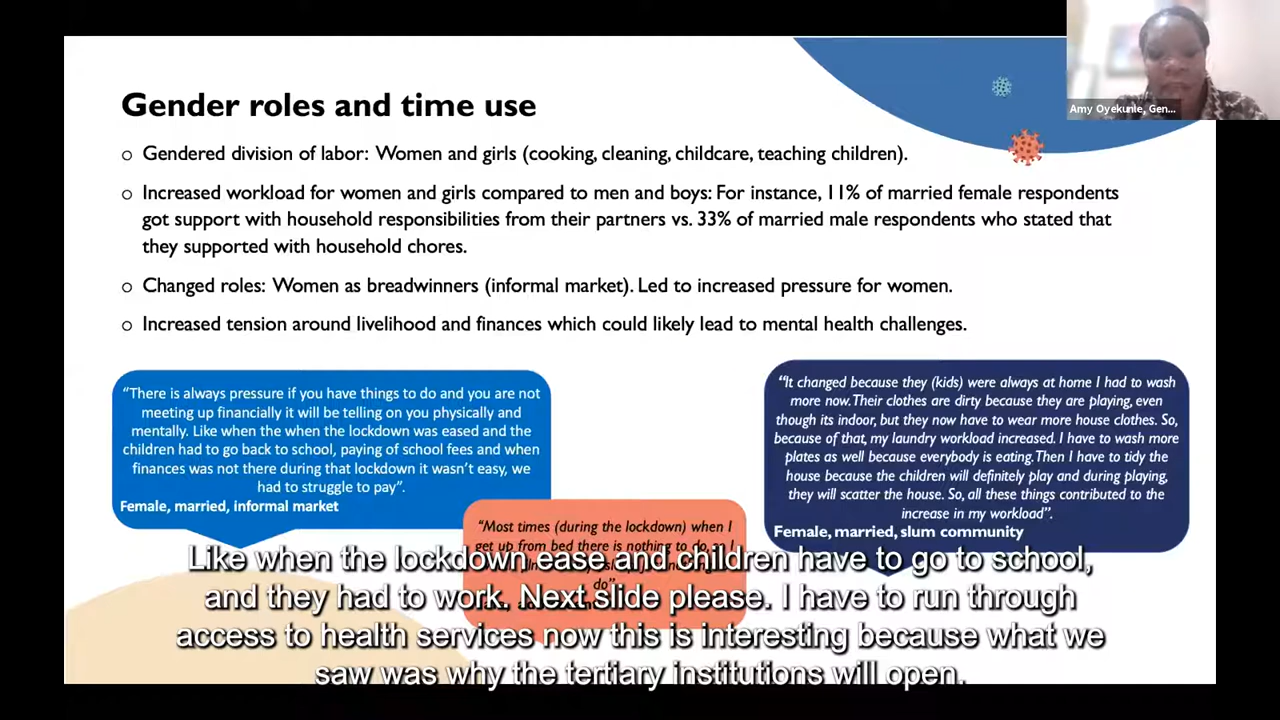 Amy Oyekunle, Gen...
Gender roles and time use
o Gendered division of labor: Women and girls (cooking, cleaning, childcare, teaching children).
o Increased workload for women and girls compared to men and boys: For instance, 11% of married female respondents
got support with household responsibilities from their partners vs. 33% of married male respondents who stated that
they supported with household chores.
o Changed roles: Women as breadwinners (informal market). Led to increased pressure for women.
o Increased tension around livelihood and finances which could likely lead to mental health challenges.
“There is always pressure if you have things to do and you are not
meeting up financially it will be telling on you physically and
mentally. Like when the when the lockdown was eased and the
children had to go back to school, paying of school fees and when
finances was not there during that lockdown it wasn't easy, we
had to struggle to pay”.
Female, married, informal market
“Most times (during the lockdown) when I
get up from bed there is nothing to do
do”
“It changed because they (kids) were always at home I had to wash
more now. Their clothes are dirty because they are playing, even
though its indoor, but they now have to wear more house clothes. So,
because of that, my laundry workload increased. I have to wash more
plates as well because everybody is eating. Then I have to tidy the
house because the children will definitely play and during playing,
they will scatter the house. So, all these things contributed to the
increase in my workload”.
Female, married, slum community
Like when the lockdown ease and children have to go to school,
and they had to work. Next slide please. I have to run through
access to health services now this is interesting because what we
saw was why the tertiary institutions will open.